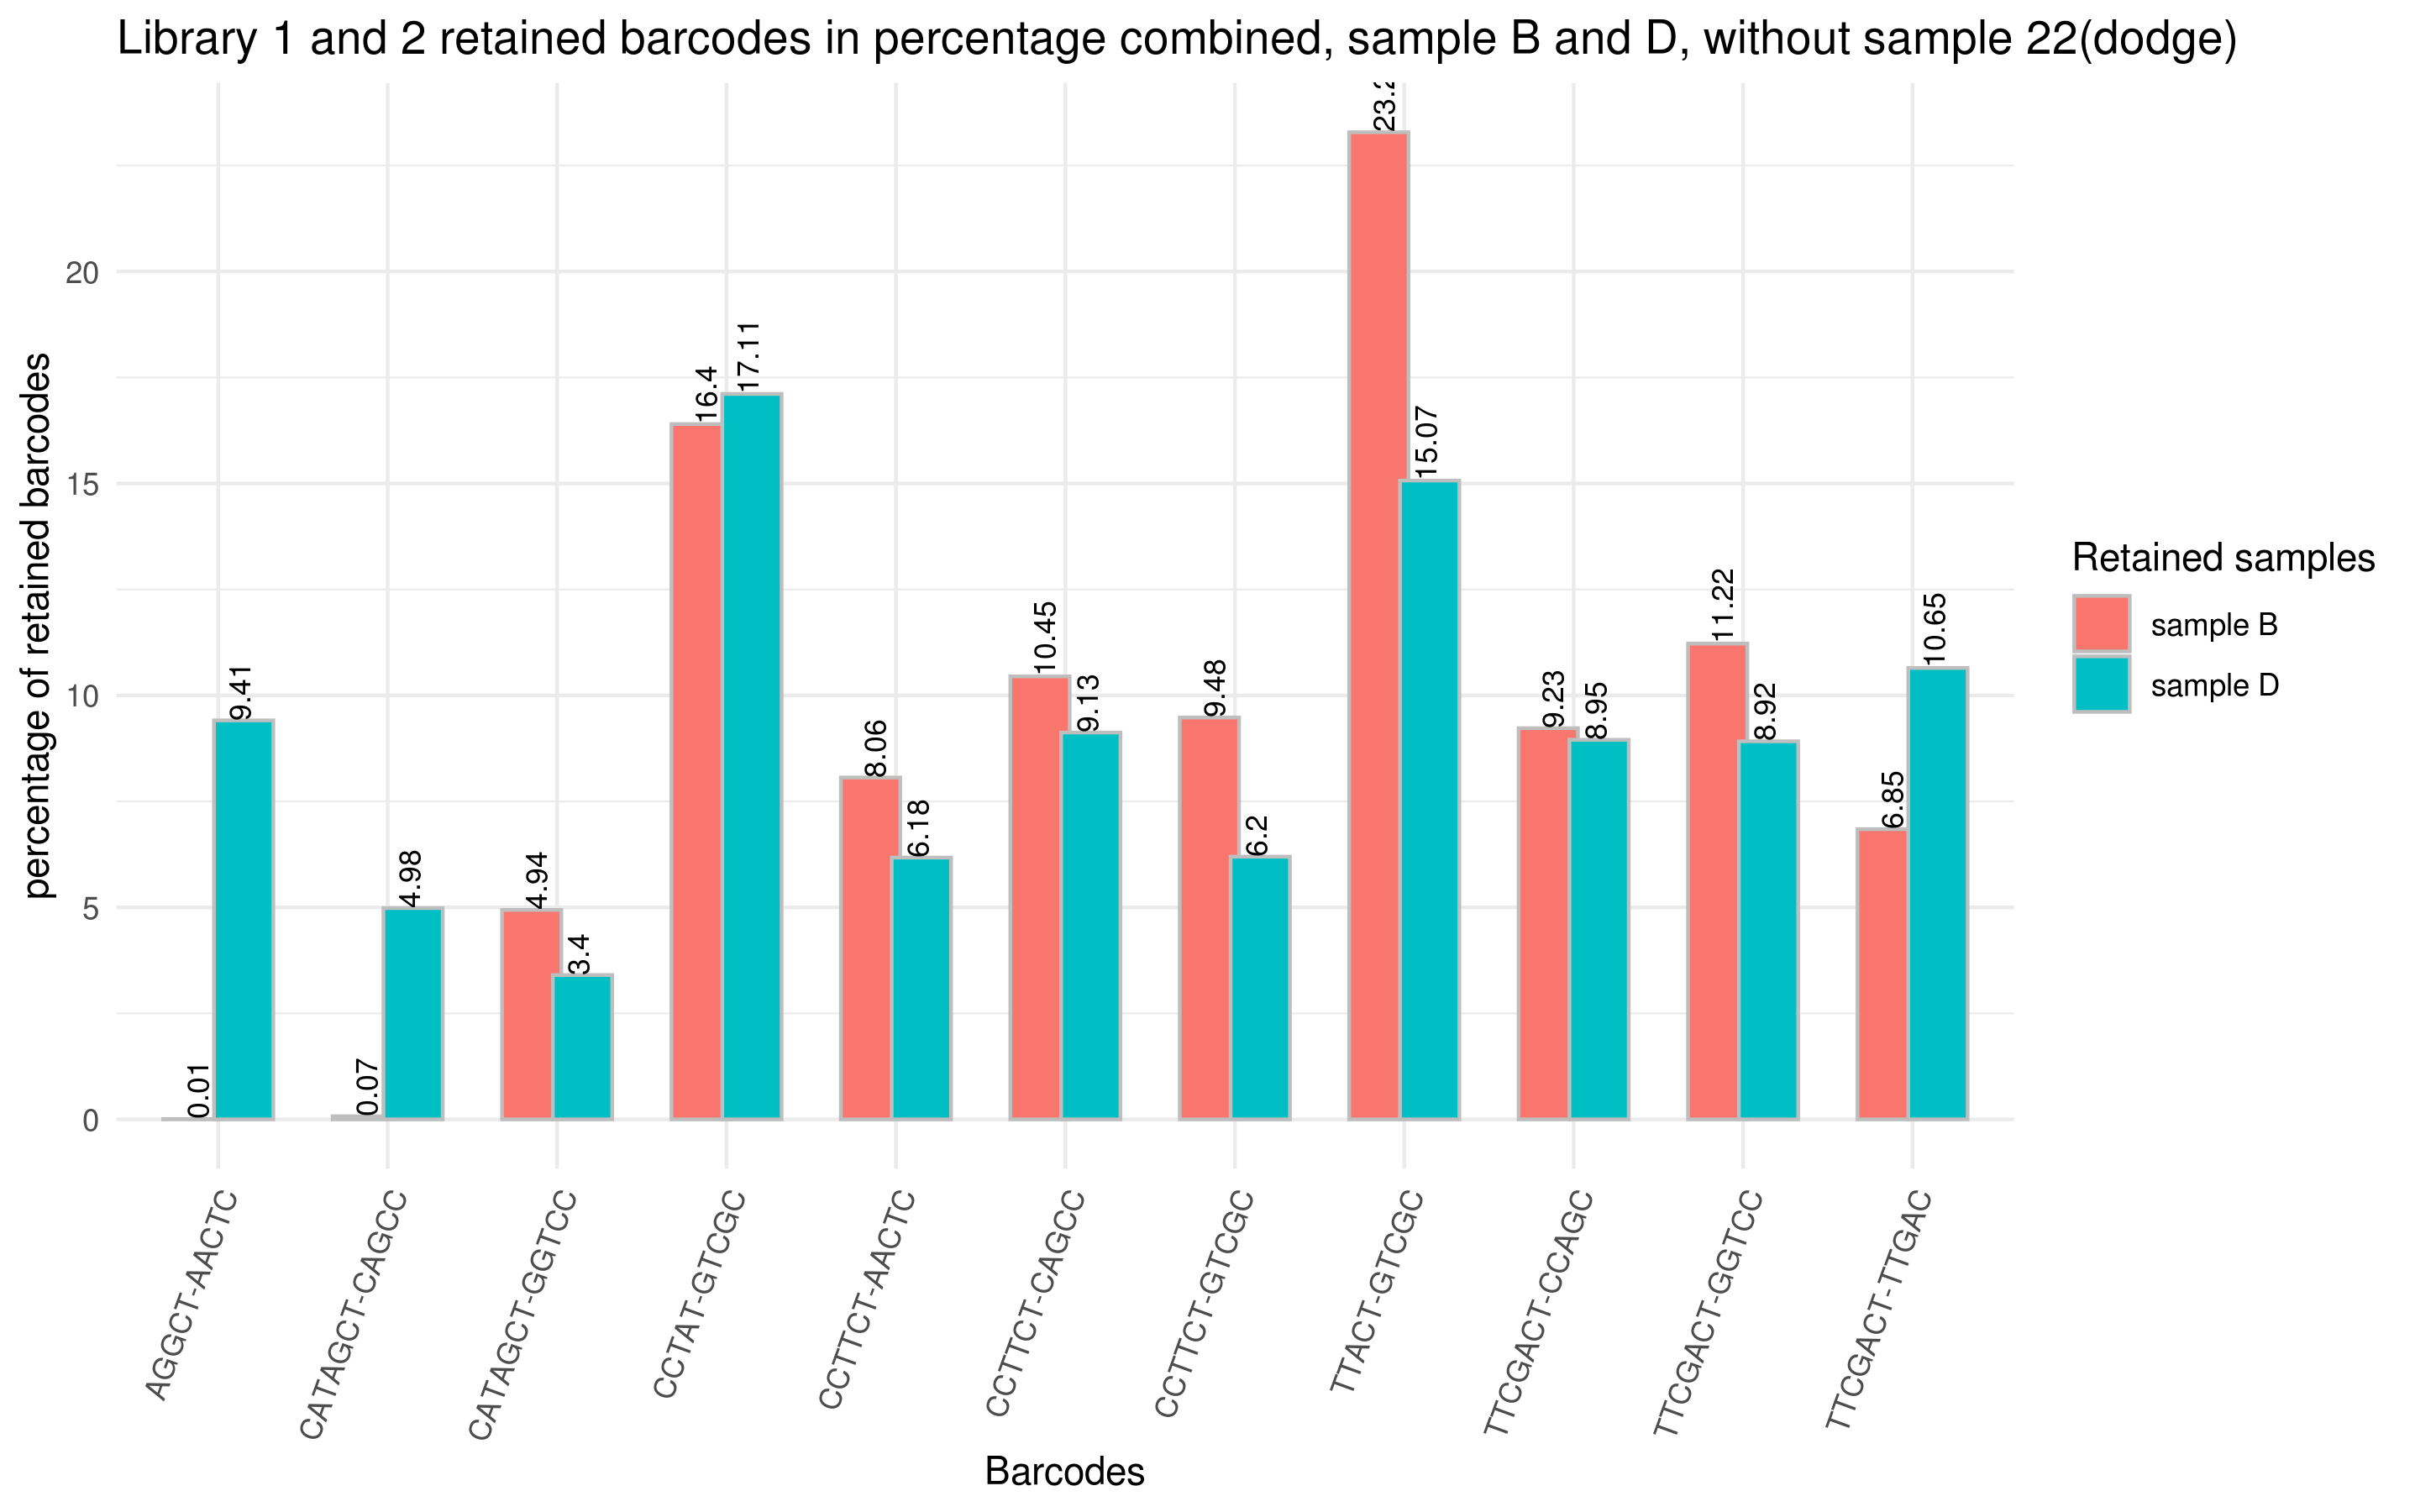 Library 1 and 2 retained barcodes in percentage combined, sample B and D, without sample 22(dodge)
percentage of retained barcodes
20
15
10
5
0
0.01
9.41
0.07
4.98
4.94
3.4
16.4
17.11
8.06
6.18
10.45
9.13
9.48
6.2
15.07
9.23
8.95
11.22
8.92
6.85
10.65
AGGCT-AACTC
CATAGCT-CAGCC
CATAGCT-GGTCC
CCTAT-GTCGC
CCTTCT-AACTC
CCTTCT-CAGCC
CCTTCT-GTCGC
TTACT-GTCGC
TTCGACT-CCAGC
TTCGACT-GGTCC
TTCGACT-TTGAC
Barcodes
Retained samples
sample B
sample D